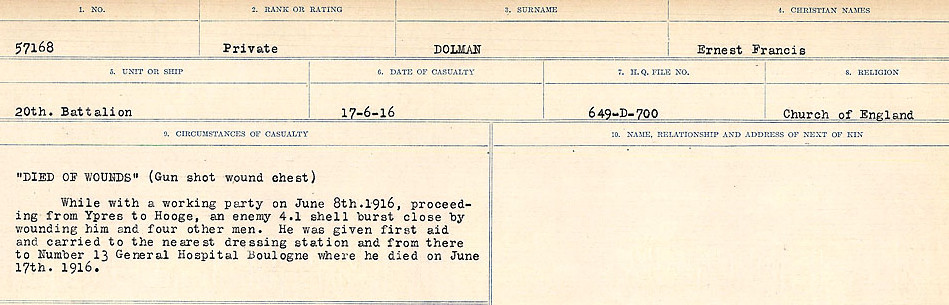 1. NO.
2. RANK OR RATING
3. SURNAME
4. CHRISTIAN NAMES
57168
Private
DOLMAN
Ernest Francis
5. UNIT OR SHIP
6. DATE OF CASUALTY
7. H.Q. FILE NO.
8. RELIGION
20th. Battalion
17-6-16
649-D-700
Church of England
9. CIRCUMSTANCES OF CASUALTY
10. NAME, RELATIONSHIP AND ADDRESS OF NEXT OF KIN
"DIED OF WOUNDS" (Gun shot wound chest)
While with a working party on June 8th.1916, proceed-
ing from Ypres to Hooge, an enemy 4.1 shell burst close by
wounding him and four other men. He was given first aid
and carried to the nearest dressing station and from there
to Number 13 General Hospital Boulogne where he died on June
17th. 1916.